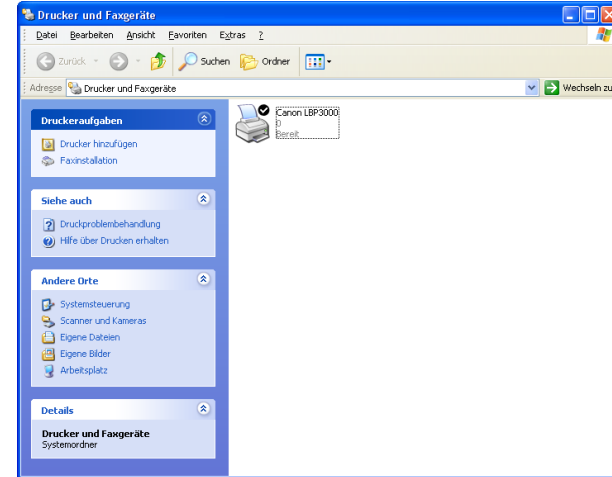 Drucker und Faxgeräte
Datei Bearbeiten Ansicht Favoriten Extras ?
Zurück Suchen Ordner
Adresse Drucker und Faxgeräte Wechseln zu
Druckeraufgaben
Drucker hinzufügen
Faxinstallation
Siehe auch
Druckproblembehandlung
Hilfe über Drucken erhalten
Andere Orte
Systemsteuerung
Scanner und Kameras
Eigene Dateien
Eigene Bilder
Arbeitsplatz
Details
Drucker und Faxgeräte
Systemordner
Canon LBP3000
0
Bereit